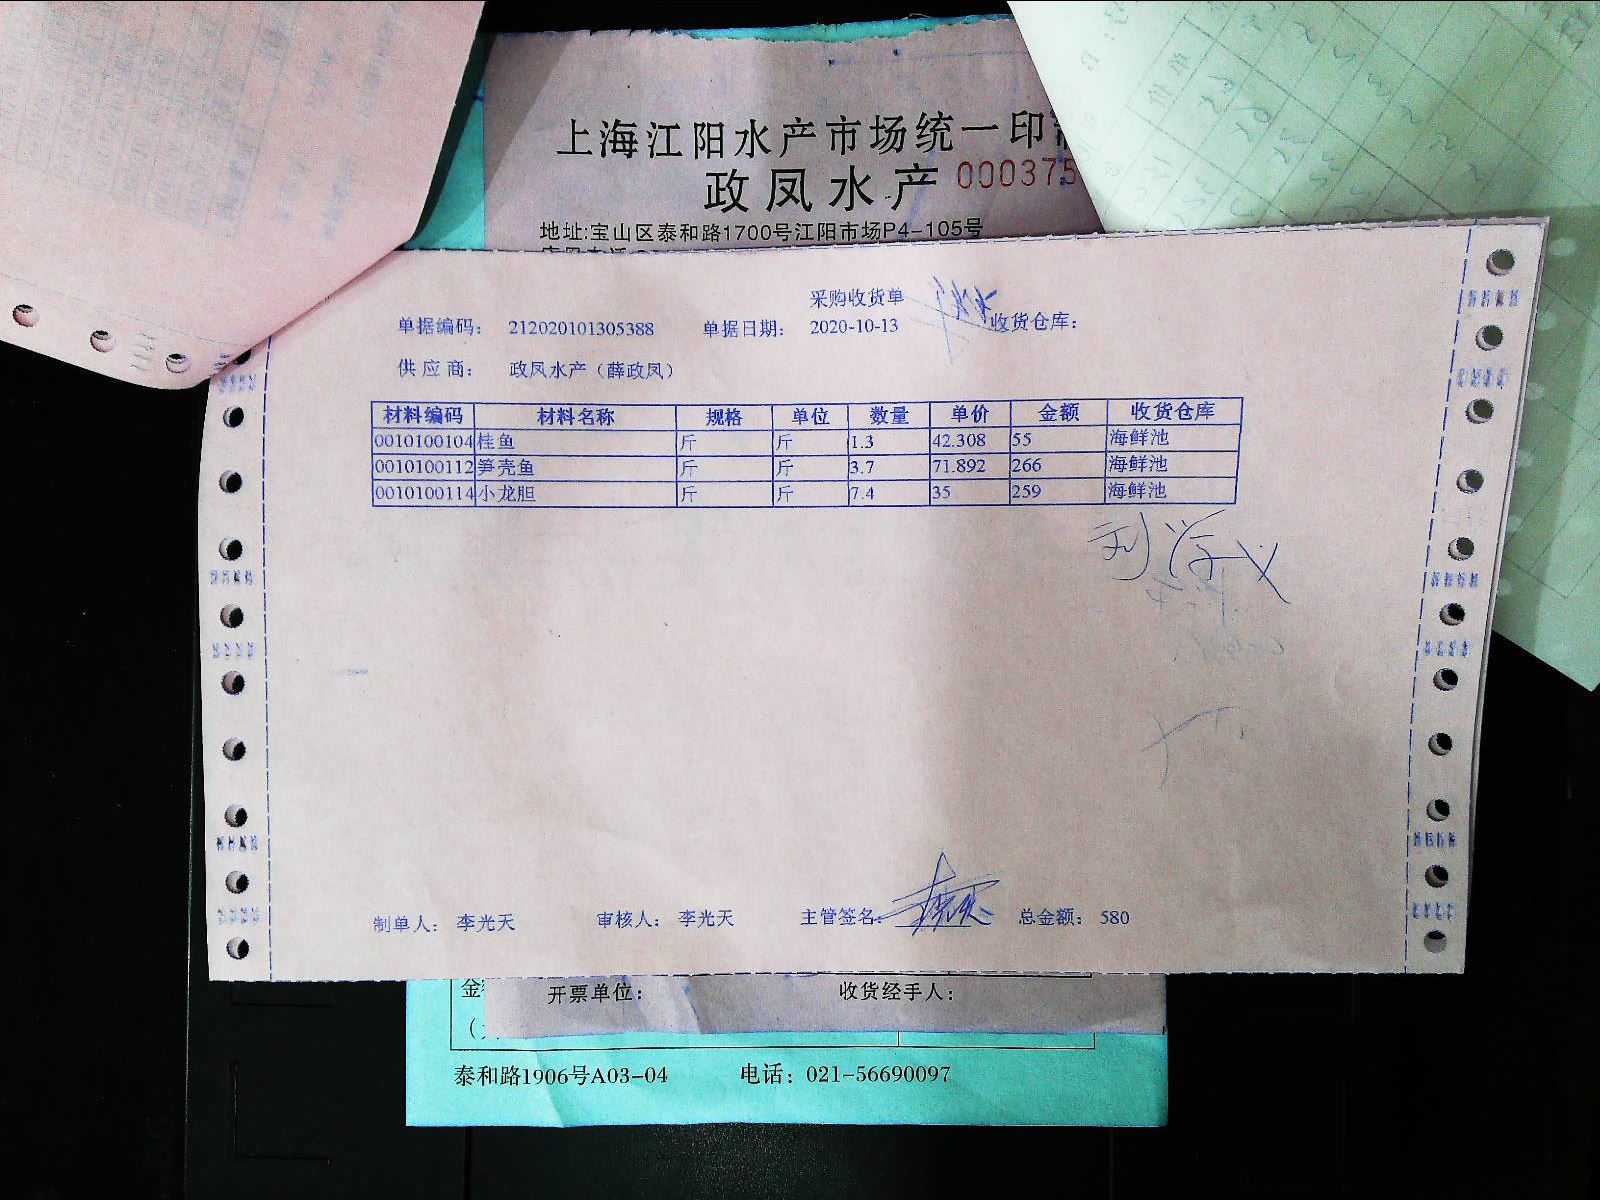 上海江阳水产市场统一印
政凤水产 000375
地址:宝山区泰和路1700号江阳市场P4-105号
采购收货单
单据编码: 212020101305388 单据日期: 2020-10-13 收货仓库:
供应商: 政凤水产(薛政凤)
材料编码 材料名称 规格 单位 数量 单价 金额 收货仓库
0010100104 桂鱼 斤 斤 1.3 42.308 55 海鲜池
0010100112 笋壳鱼 斤 斤 3.7 71.892 266 海鲜池
0010100114 小龙胆 斤 斤 7.4 35 259 海鲜池
制单人: 李光天 审核人: 李光天 主管签名: 总金额: 580
开票单位: 收货经手人:
泰和路1906号A03-04 电话: 021-56690097